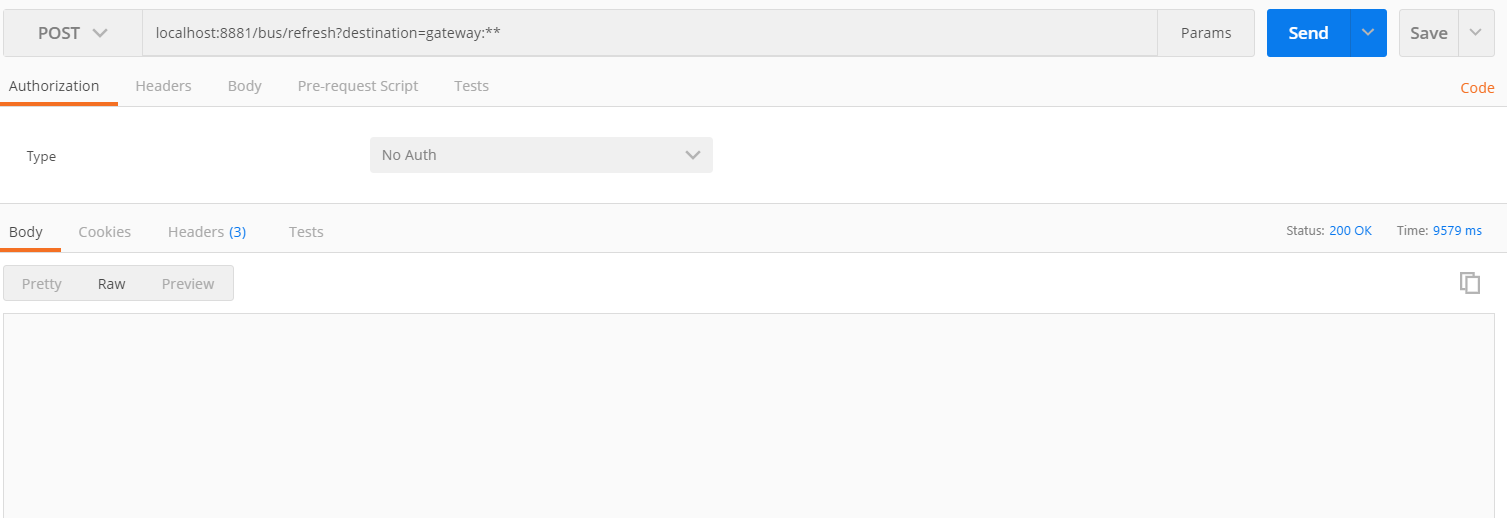 POST localhost:8881/bus/refresh?destination=gateway:** Params Send Save
Authorization Headers Body Pre-request Script Tests Code
Type No Auth
Body Cookies Headers (3) Tests Status: 200 OK Time: 9579 ms
Pretty Raw Preview